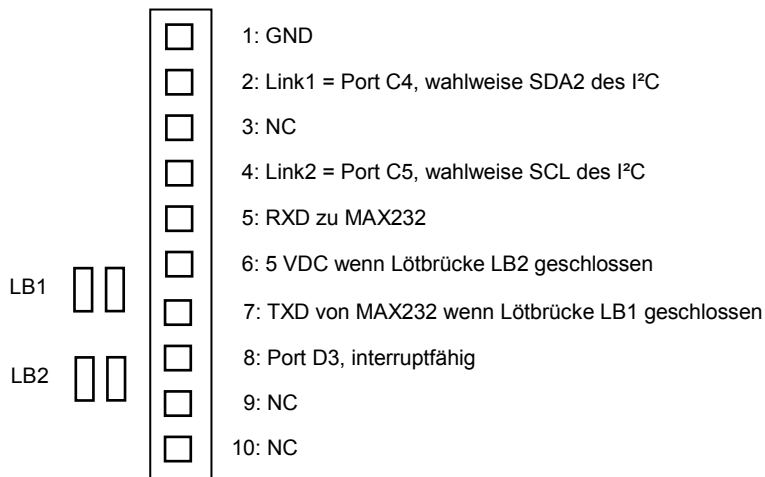 1: GND
2: Link1 = Port C4, wahlweise SDA2 des I²C
3: NC
4: Link2 = Port C5, wahlweise SCL des I²C
5: RXD zu MAX232
6: 5 VDC wenn Lötbrücke LB2 geschlossen
LB1
7: TXD von MAX232 wenn Lötbrücke LB1 geschlossen
8: Port D3, interruptfähig
LB2
9: NC
10: NC